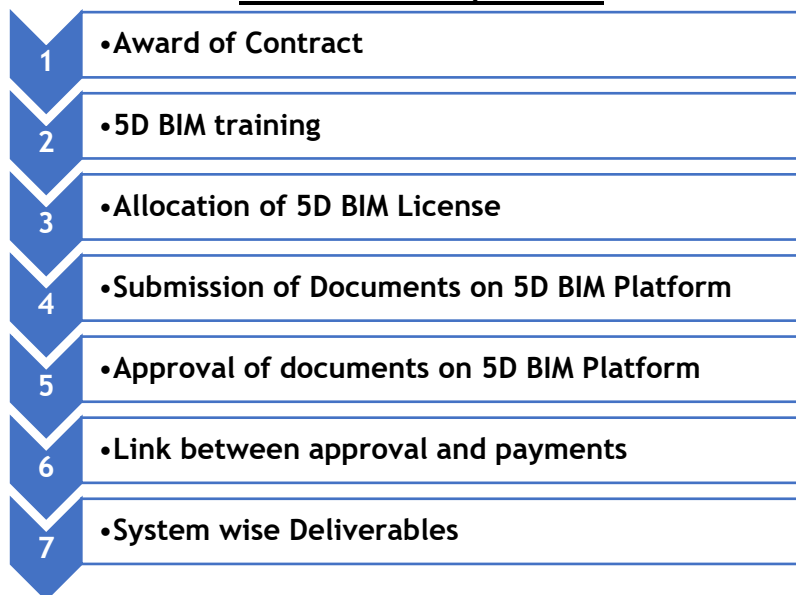 1 •Award of Contract
2 •5D BIM training
3 •Allocation of 5D BIM License
4 •Submission of Documents on 5D BIM Platform
5 •Approval of documents on 5D BIM Platform
6 •Link between approval and payments
7 •System wise Deliverables